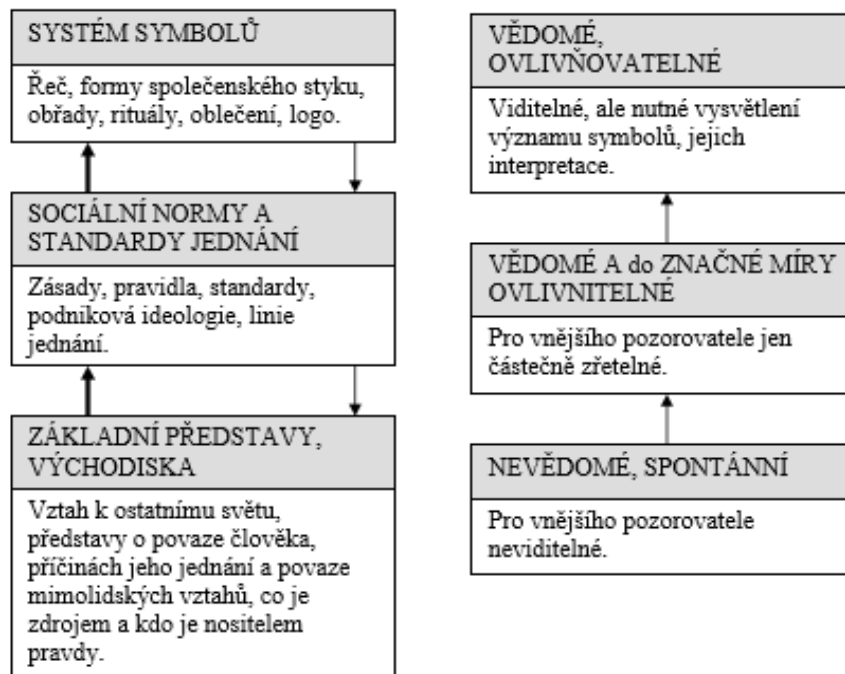 SYSTÉM SYMBOLŮ
Řeč, formy společenského styku,
obřady, rituály, oblečení, logo.
SOCIÁLNÍ NORMY A
STANDARDY JEDNÁNÍ
Zásady, pravidla, standardy,
podniková ideologie, linie
jednání.
ZÁKLADNÍ PŘEDSTAVY,
VÝCHODISKA
Vztah k ostatnímu světu,
představy o povaze člověka,
příčinách jeho jednání a povaze
mimolidských vztahů, co je
zdrojem a kdo je nositelem
pravdy.
VĚDOMÉ,
OVLIVŇOVATELNÉ
Viditelné, ale nutné vysvětlení
významu symbolů, jejich
interpretace.
VĚDOMÉ A do ZNAČNÉ MÍRY
OVLIVNITELNÉ
Pro vnějšího pozorovatele jen
částečně zřetelné.
NEVĚDOMÉ, SPONTÁNNÍ
Pro vnějšího pozorovatele
neviditelné.